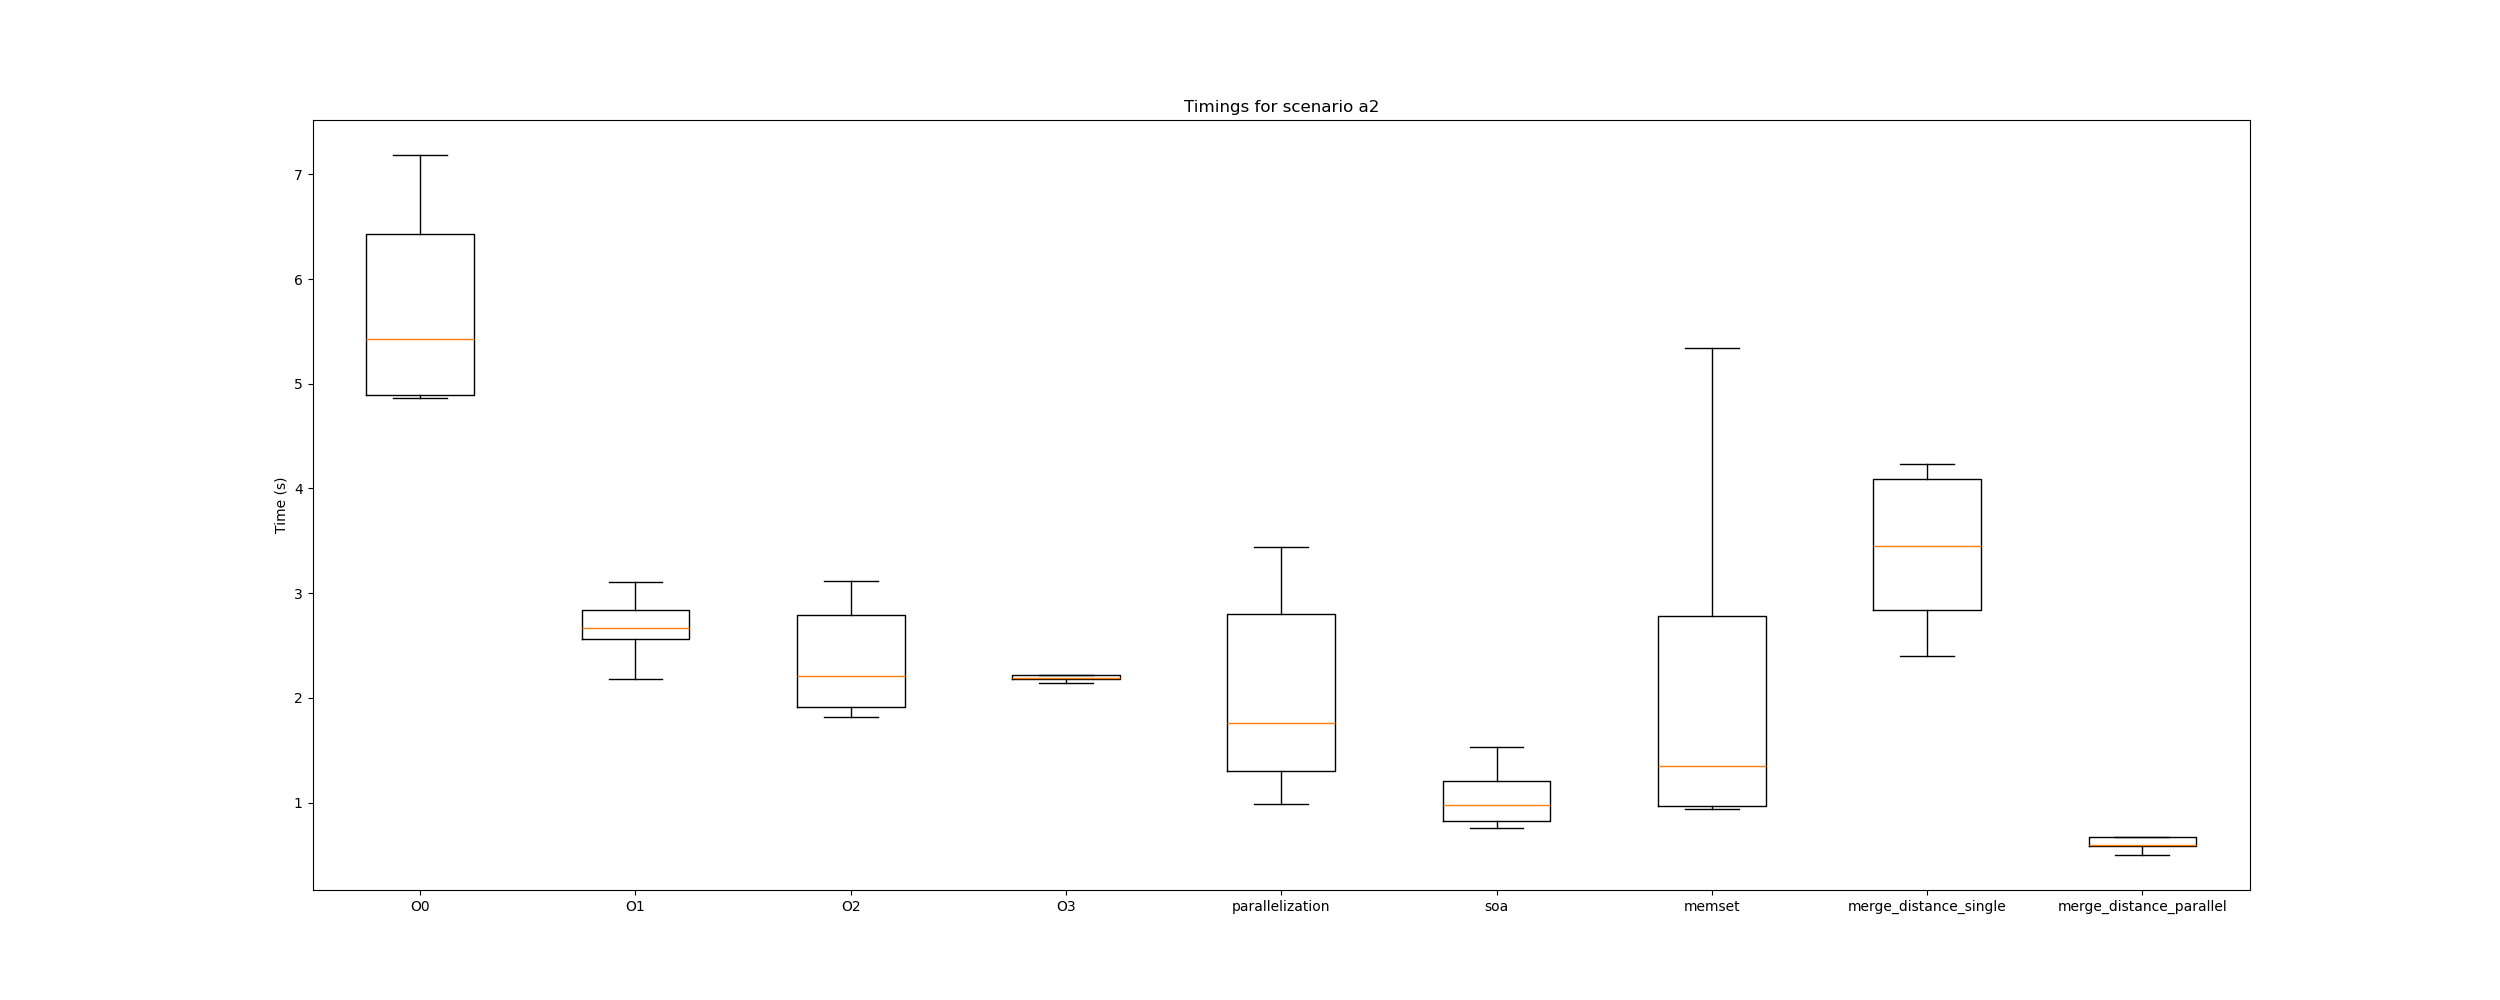 Timings for scenario a2
Time (s)
7
6
5
4
3
2
1
O0 O1 O2 O3 parallelization soa memset merge_distance_single merge_distance_parallel